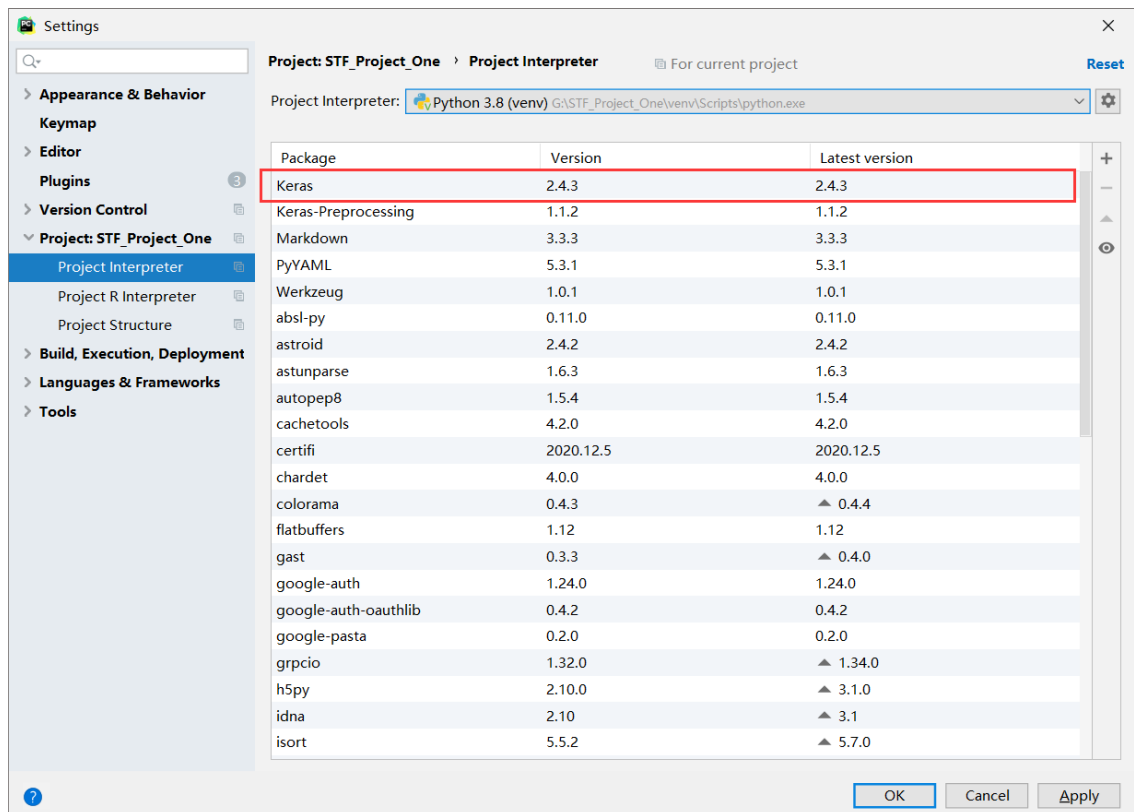 Settings
Appearance & Behavior
Keymap
Editor
Plugins 3
Version Control
Project: STF_Project_One
Project Interpreter
Project R Interpreter
Project Structure
Build, Execution, Deployment
Languages & Frameworks
Tools
Project: STF_Project_One › Project Interpreter For current project Reset
Project Interpreter: Python 3.8 (venv) G:\STF_Project_One\venv\Scripts\python.exe
Package Version Latest version
Keras 2.4.3 2.4.3
Keras-Preprocessing 1.1.2 1.1.2
Markdown 3.3.3 3.3.3
PyYAML 5.3.1 5.3.1
Werkzeug 1.0.1 1.0.1
absl-py 0.11.0 0.11.0
astroid 2.4.2 2.4.2
astunparse 1.6.3 1.6.3
autopep8 1.5.4 1.5.4
cachetools 4.2.0 4.2.0
certifi 2020.12.5 2020.12.5
chardet 4.0.0 4.0.0
colorama 0.4.3 0.4.4
flatbuffers 1.12 1.12
gast 0.3.3 0.4.0
google-auth 1.24.0 1.24.0
google-auth-oauthlib 0.4.2 0.4.2
google-pasta 0.2.0 0.2.0
grpcio 1.32.0 1.34.0
h5py 2.10.0 3.1.0
idna 2.10 3.1
isort 5.5.2 5.7.0
? OK Cancel Apply